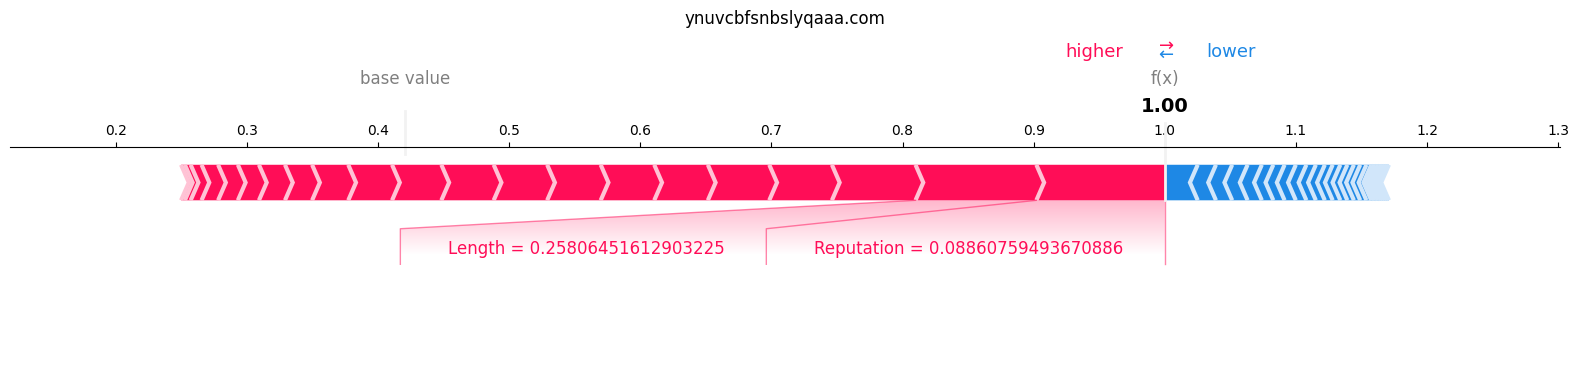 ynuvcbfsnbslyqaaa.com
higher ⇄ lower
base value f(x)
1.00
0.2 0.3 0.4 0.5 0.6 0.7 0.8 0.9 1.0 1.1 1.2 1.3
Length = 0.25806451612903225 Reputation = 0.08860759493670886